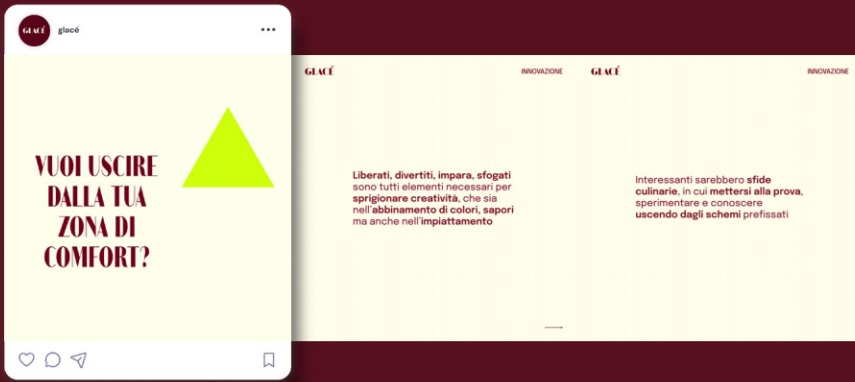 GLACÉ
glacé
VUOI USCIRE
DALLA TUA
ZONA DI
COMFORT?
GLACÉ
INNOVAZIONE
Liberati, divertiti, impara, sfogati
sono tutti elementi necessari per
sprigionare creatività, che sia
nell'abbinamento di colori, sapori
ma anche nell'impiattamento
GLACÉ
INNOVAZIONE
Interessanti sarebbero sfide
culinarie, in cui mettersi alla prova,
sperimentare e conoscere
uscendo dagli schemi prefissati